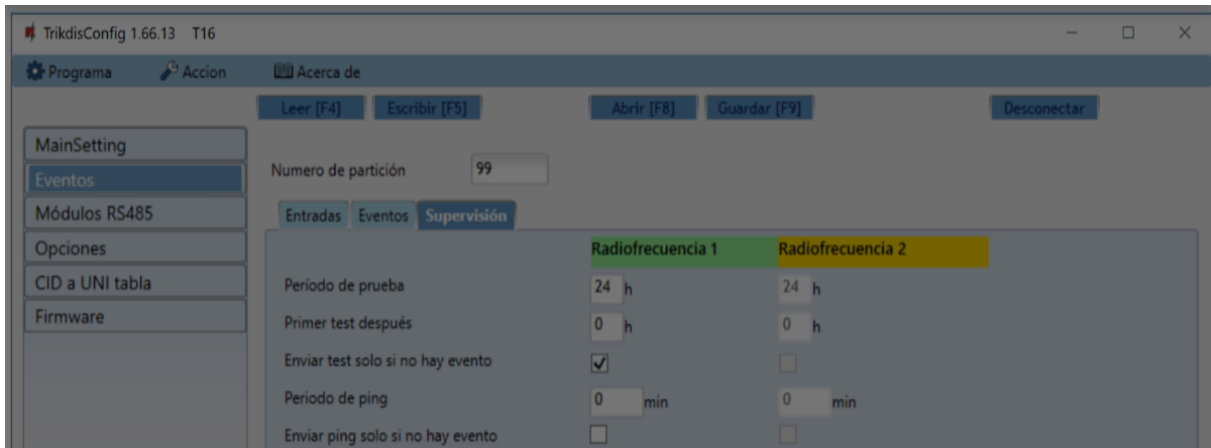 TrikdisConfig 1.66.13 T16
Programa Accion Acerca de
Leer [F4] Escribir [F5] Abrir [F8] Guardar [F9] Desconectar
MainSetting
Eventos
Módulos RS485
Opciones
CID a UNI tabla
Firmware
Numero de partición 99
Entradas Eventos Supervisión
Radiofrecuencia 1 Radiofrecuencia 2
Período de prueba 24 h 24 h
Primer test después 0 h 0 h
Enviar test solo si no hay evento
Periodo de ping 0 min 0 min
Enviar ping solo si no hay evento